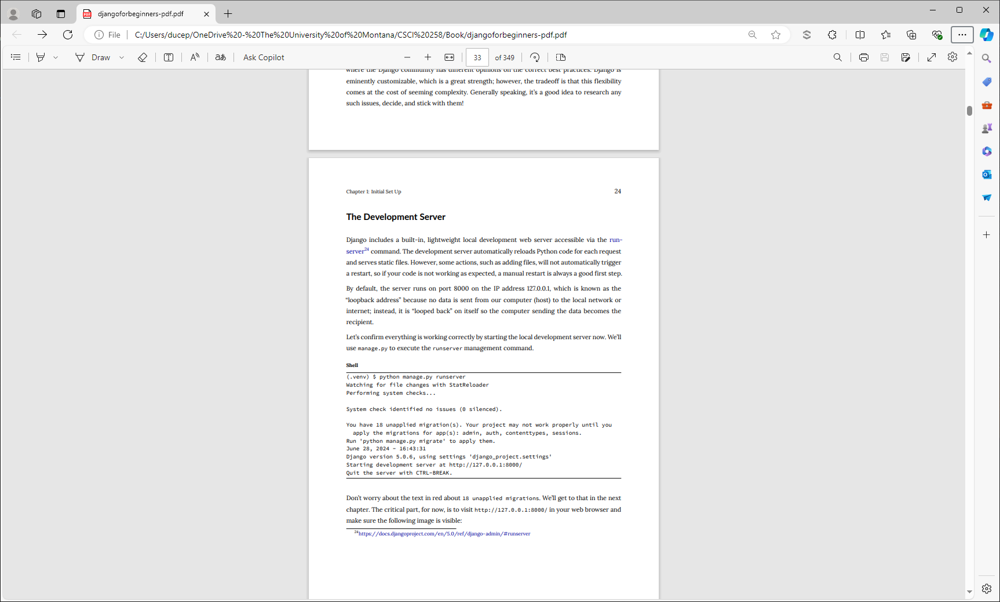 djangoforbeginners-pdf.pdf
File C:/Users/ducep/OneDrive%20-%20The%20University%20of%20Montana/CSCI%20258/Book/djangoforbeginners-pdf.pdf
Draw aあ Ask Copilot 33 of 349
where the Django community has different opinions on the correct best practices. Django is
eminently customizable, which is a great strength; however, the tradeoff is that this flexibility
comes at the cost of seeming complexity. Generally speaking, it's a good idea to research any
such issues, decide, and stick with them!
Chapter 1: Initial Set Up 24
The Development Server
Django includes a built-in, lightweight local development web server accessible via the run-
server24 command. The development server automatically reloads Python code for each request
and serves static files. However, some actions, such as adding files, will not automatically trigger
a restart, so if your code is not working as expected, a manual restart is always a good first step.
By default, the server runs on port 8000 on the IP address 127.0.0.1, which is known as the
“loopback address” because no data is sent from our computer (host) to the local network or
internet; instead, it is “looped back” on itself so the computer sending the data becomes the
recipient.
Let's confirm everything is working correctly by starting the local development server now. We'll
use manage.py to execute the runserver management command.
Shell
(.venv) $ python manage.py runserver
Watching for file changes with StatReloader
Performing system checks...
System check identified no issues (0 silenced).
You have 18 unapplied migration(s). Your project may not work properly until you
apply the migrations for app(s): admin, auth, contenttypes, sessions.
Run 'python manage.py migrate' to apply them.
June 28, 2024 - 16:43:31
Django version 5.0.6, using settings 'django_project.settings'
Starting development server at http://127.0.0.1:8000/
Quit the server with CTRL-BREAK.
Don't worry about the text in red about 18 unapplied migrations. We'll get to that in the next
chapter. The critical part, for now, is to visit http://127.0.0.1:8000/ in your web browser and
make sure the following image is visible:
24https://docs.djangoproject.com/en/5.0/ref/django-admin/#runserver